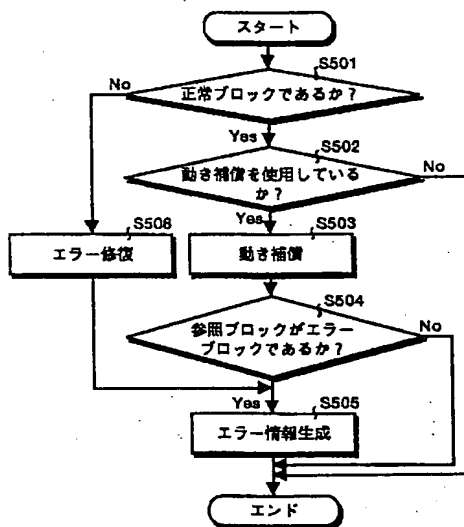 スタート
S501
正常ブロックであるか？
No
Yes
S502
動き補償を使用している
か？
No
Yes
S506
エラー修復
S503
動き補償
S504
参照ブロックがエラー
ブロックであるか？
No
Yes
S505
エラー情報生成
エンド